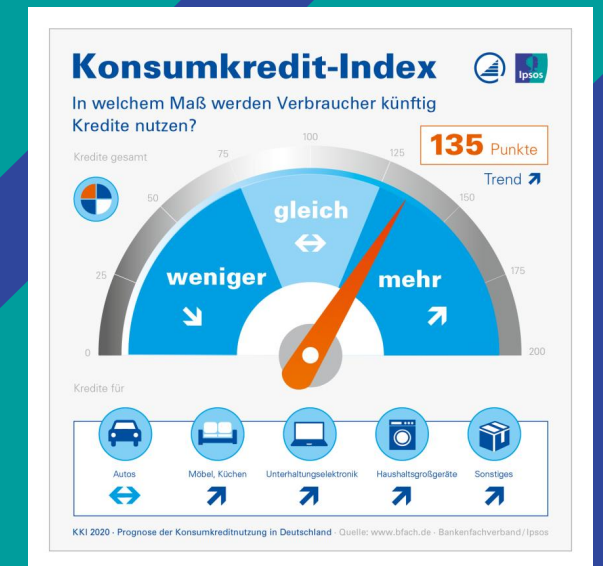 Konsumkredit-Index
Ipsos
In welchem Maß werden Verbraucher künftig
Kredite nutzen?
135 Punkte
Trend
Kredite gesamt
0
25
50
75
100
125
150
175
200
weniger
gleich
mehr
Kredite für
Autos
Möbel, Küchen
Unterhaltungselektronik
Haushaltsgroßgeräte
Sonstiges
KKI 2020 · Prognose der Konsumkreditnutzung in Deutschland · Quelle: www.bfach.de · Bankenfachverband/Ipsos